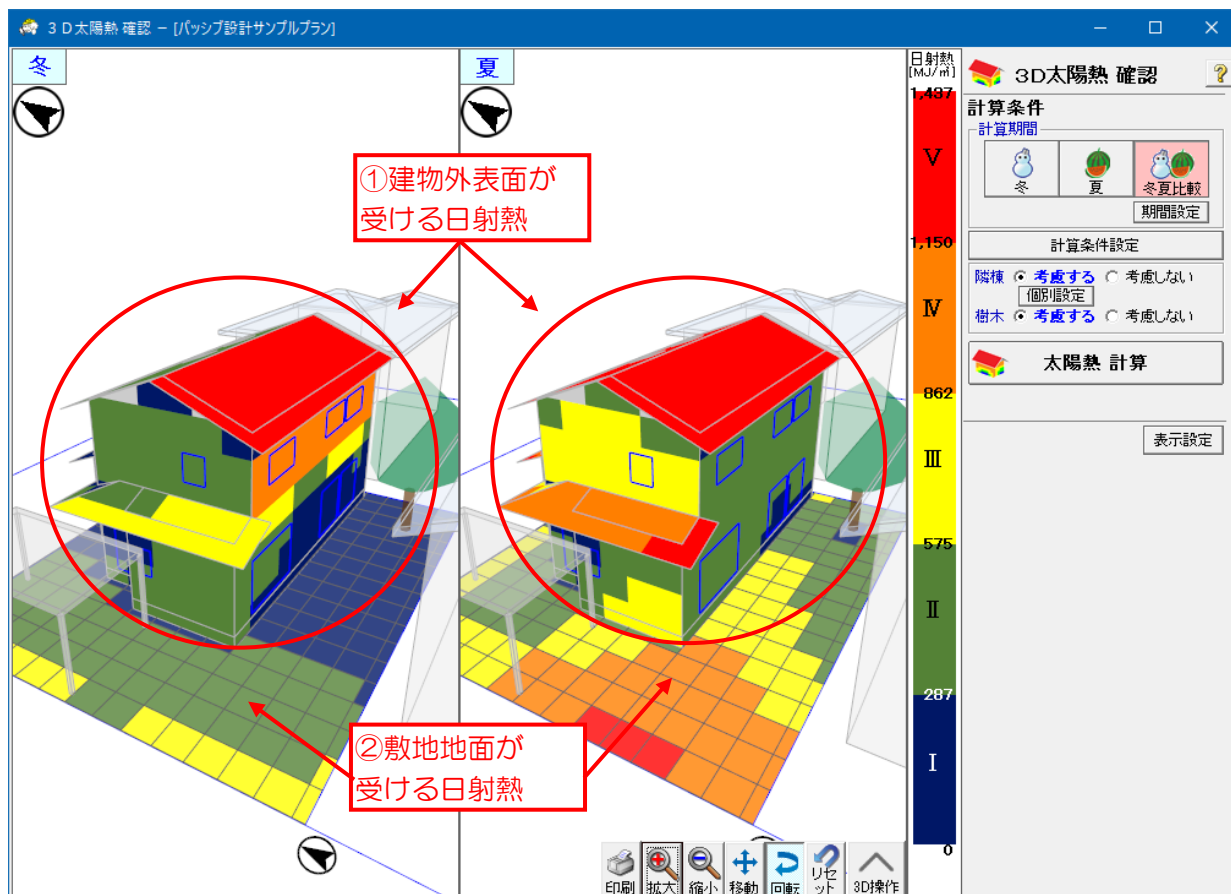 3D太陽熱 確認 － [パッシブ設計サンプルプラン]
冬
夏
日射熱
[MJ/㎡]
1,437
Ⅴ
1,150
Ⅳ
862
Ⅲ
575
Ⅱ
287
Ⅰ
0
①建物外表面が
受ける日射熱
②敷地地面が
受ける日射熱
印刷
拡大
縮小
移動
回転
リセ
ット
3D操作
3D太陽熱 確認
?
計算条件
計算期間
冬
夏
冬夏比較
期間設定
計算条件設定
隣棟 考慮する 考慮しない
個別設定
樹木 考慮する 考慮しない
太陽熱 計算
表示設定